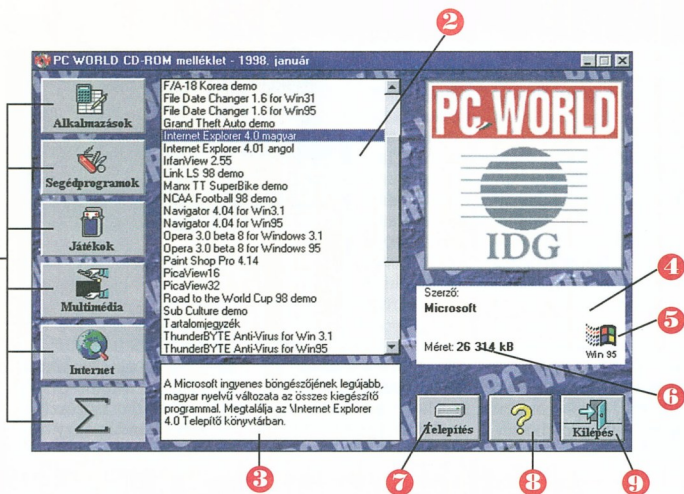 2
PC WORLD CD-ROM melléklet - 1998. január
Alkalmazások
Segédprogramok
Játékok
Multimédia
Internet
Σ
F/A-18 Korea demo
File Date Changer 1.6 for Win31
File Date Changer 1.6 for Win95
Grand Theft Auto demo
Internet Explorer 4.0 magyar
Internet Explorer 4.01 angol
IrfanView 2.55
Link LS 98 demo
Manx TT SuperBike demo
NCAA Football 98 demo
Navigator 4.04 for Win3.1
Navigator 4.04 for Win95
Opera 3.0 beta 8 for Windows 3.1
Opera 3.0 beta 8 for Windows 95
Paint Shop Pro 4.14
PicaView16
PicaView32
Road to the World Cup 98 demo
Sub Culture demo
Tartalomjegyzék
ThunderBYTE Anti-Virus for Win 3.1
ThunderBYTE Anti-Virus for Win95
A Microsoft ingyenes böngészőjének legújabb,
magyar nyelvű változata az összes kiegészítő
programmal. Megtalálja az \Internet Explorer
4.0 Telepítő könyvtárban.
PC WORLD
IDG
Szerző:
Microsoft
Méret: 26 314 kB
Win 95
4
5
6
Telepítés
?
Kilépés
3
7
8
9